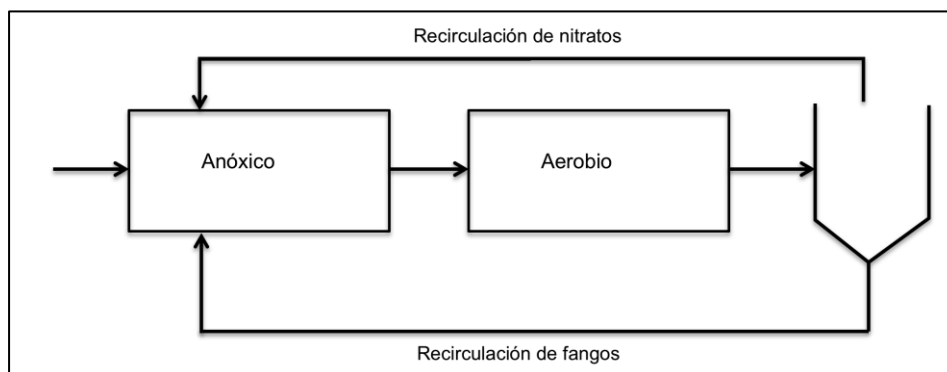 Recirculación de nitratos
Anóxico
Aerobio
Recirculación de fangos